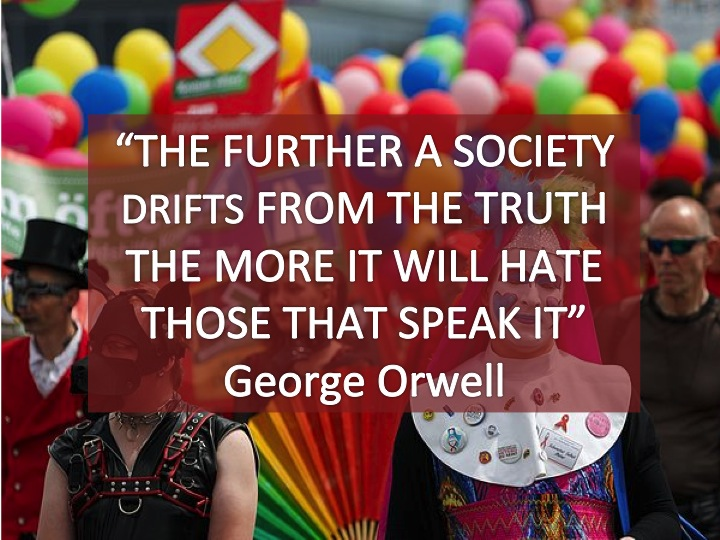 “THE FURTHER A SOCIETY
DRIFTS FROM THE TRUTH
THE MORE IT WILL HATE
THOSE THAT SPEAK IT”
George Orwell